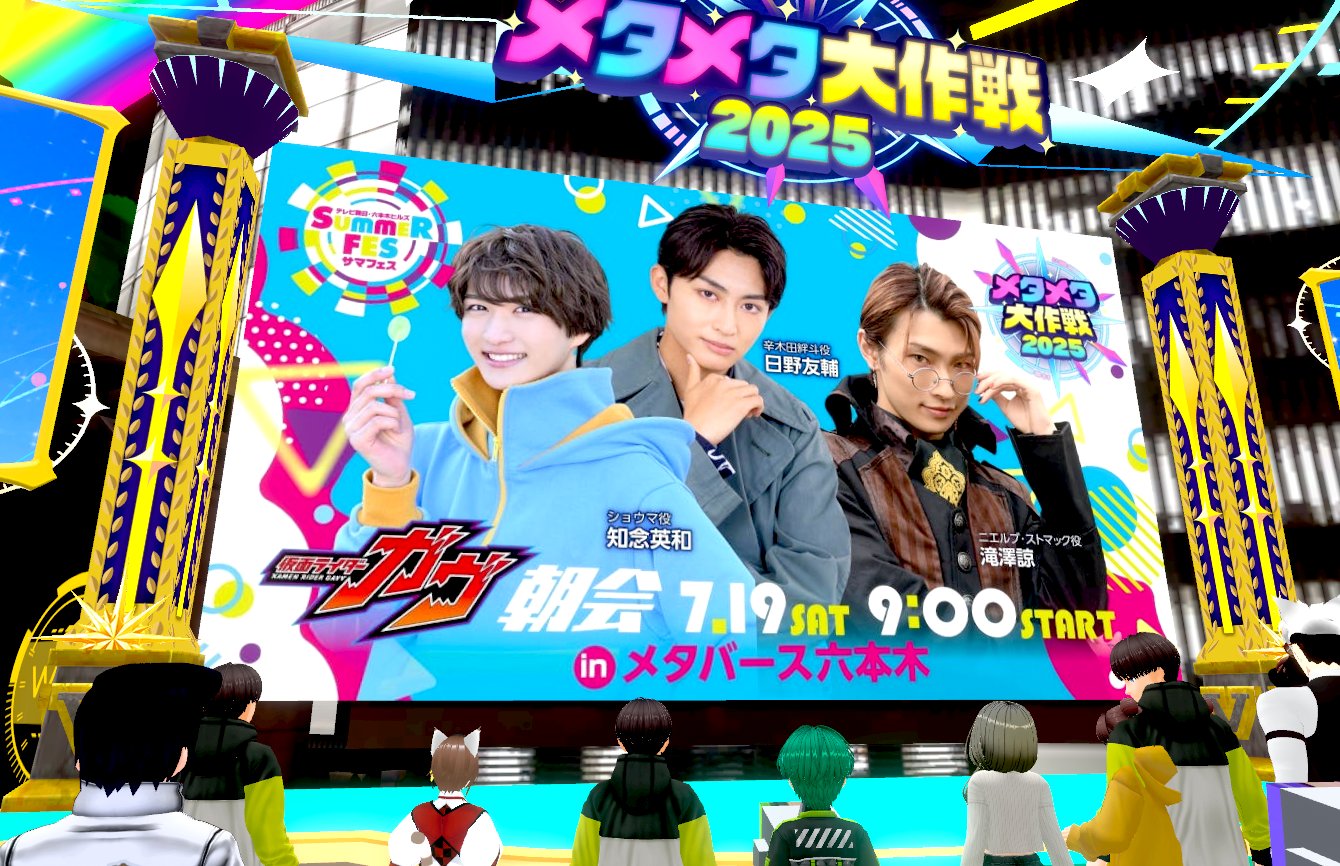 メタメタ大作戦
2025
テレビ朝日・六本木ヒルズ
SUMMER
FES
サマフェス
メタメタ
大作戦
2025
辛木田絆斗役
日野友輔
ショウマ役
知念英和
ニエルブ・ストマック役
滝澤諒
仮面ライダー
KAMEN RIDER GAVV
ガヴ
朝会 7.19 SAT 9:00 START
in メタバース六本木